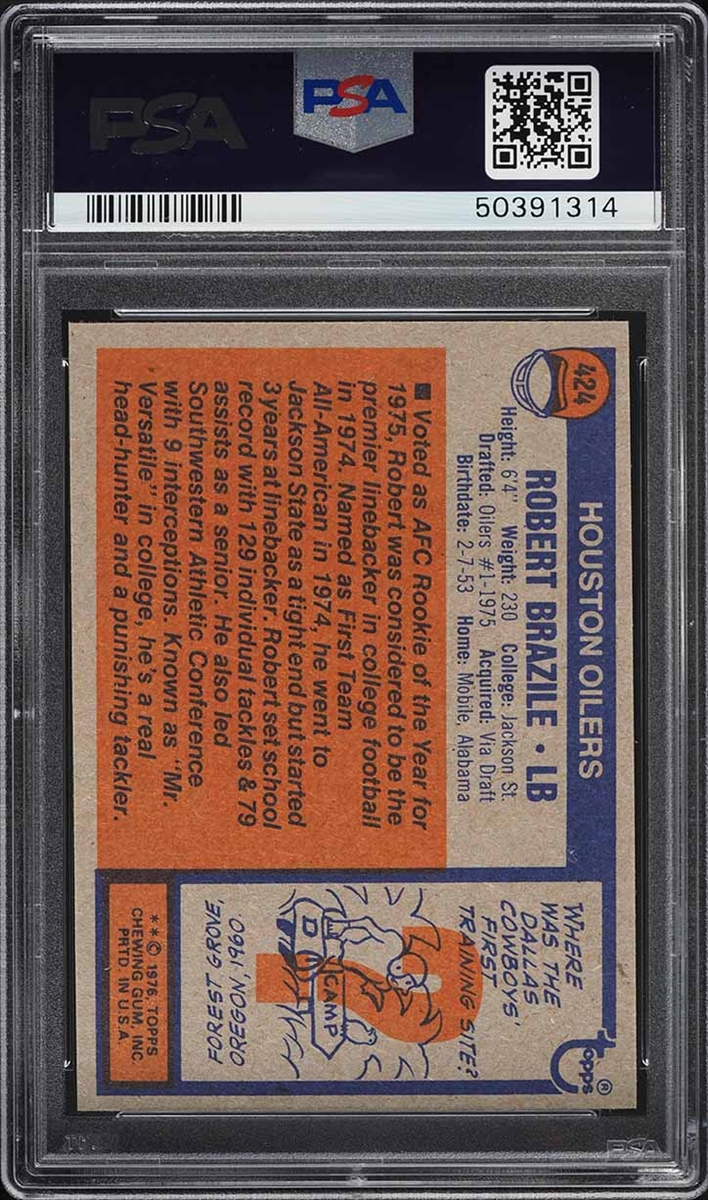 PSA
PSA
50391314
424
HOUSTON OILERS
ROBERT BRAZILE • LB
Height: 6'4" Weight: 230 College: Jackson St.
Drafted: Oilers #1-1975 Acquired: Via Draft
Birthdate: 2-7-53 Home: Mobile, Alabama
■ Voted as AFC Rookie of the Year for
1975, Robert was considered to be the
premier linebacker in college football
in 1974. Named as First Team
All-American in 1974, he went to
Jackson State as a tight end but started
3 years at linebacker. Robert set school
record with 129 individual tackles & 79
assists as a senior. He also led
Southwestern Athletic Conference
with 9 interceptions. Known as "Mr.
Versatile" in college, he's a real
head-hunter and a punishing tackler.
topps®
WHERE
WAS THE
DALLAS
COWBOYS'
FIRST
TRAINING SITE?
?
CAMP
D
FOREST GROVE,
OREGON, 1960.
**© 1976, TOPPS
CHEWING GUM, INC.
PRTD. IN U.S.A.
PSA